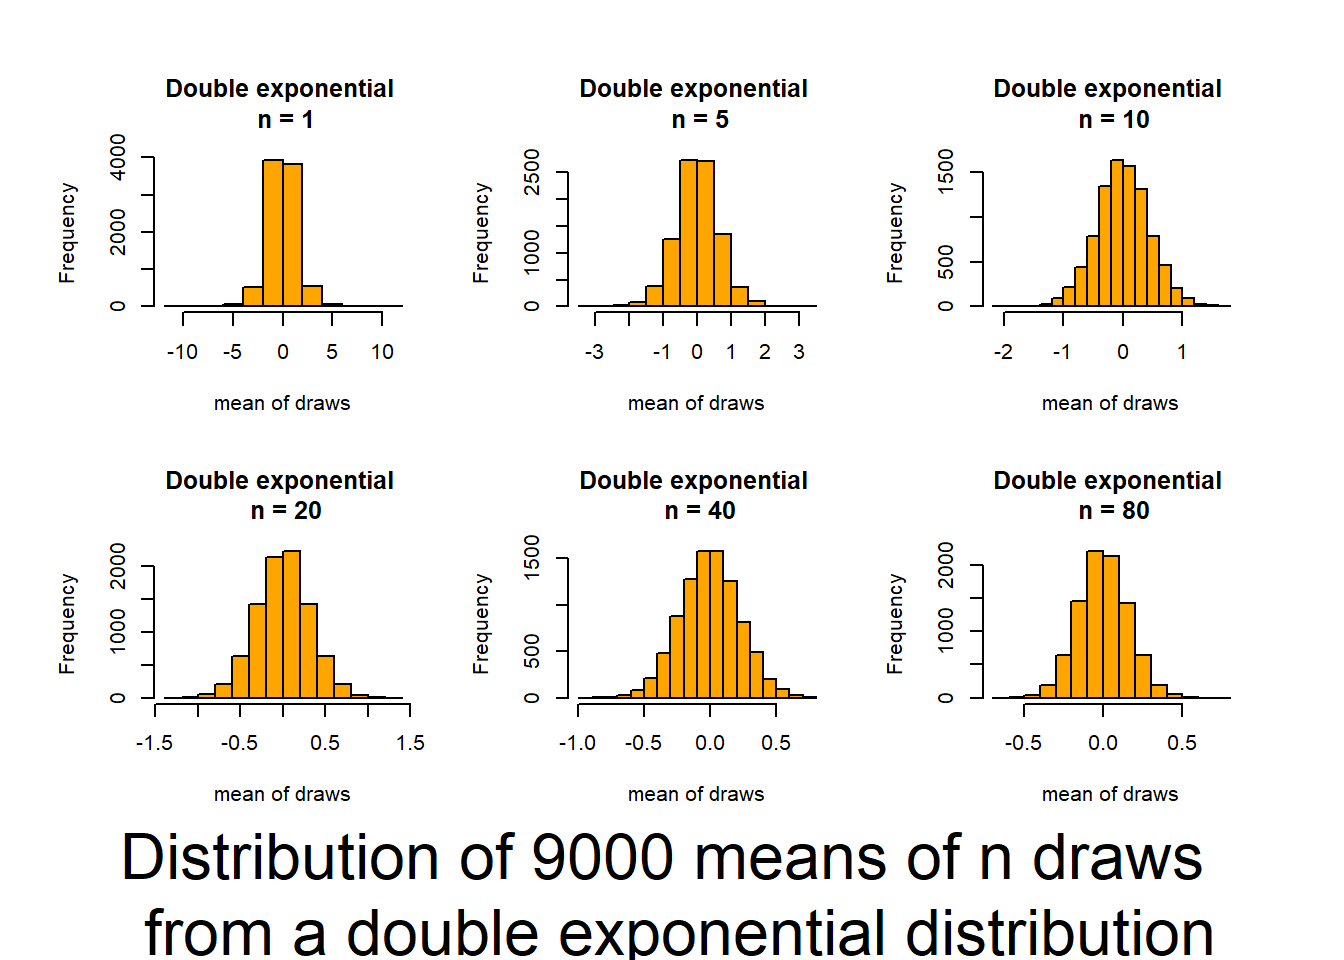 Double exponential
n = 1
Frequency
0 2000 4000
-10 -5 0 5 10
mean of draws
Double exponential
n = 5
Frequency
0 1000 2500
-3 -1 0 1 2 3
mean of draws
Double exponential
n = 10
Frequency
0 500 1500
-2 -1 0 1
mean of draws
Double exponential
n = 20
Frequency
0 1000 2000
-1.5 -0.5 0.5 1.5
mean of draws
Double exponential
n = 40
Frequency
0 500 1500
-1.0 -0.5 0.0 0.5
mean of draws
Double exponential
n = 80
Frequency
0 1000 2000
-0.5 0.0 0.5
mean of draws
Distribution of 9000 means of n draws
from a double exponential distribution